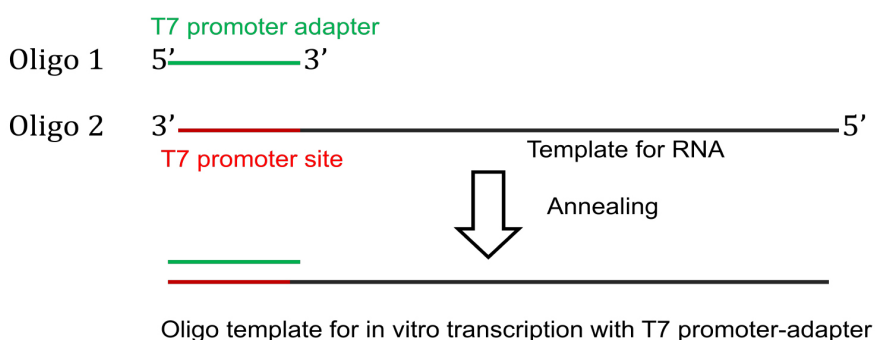 T7 promoter adapter
Oligo 1 5’ 3’
Oligo 2 3’ 5’
T7 promoter site
Template for RNA
Annealing
Oligo template for in vitro transcription with T7 promoter-adapter